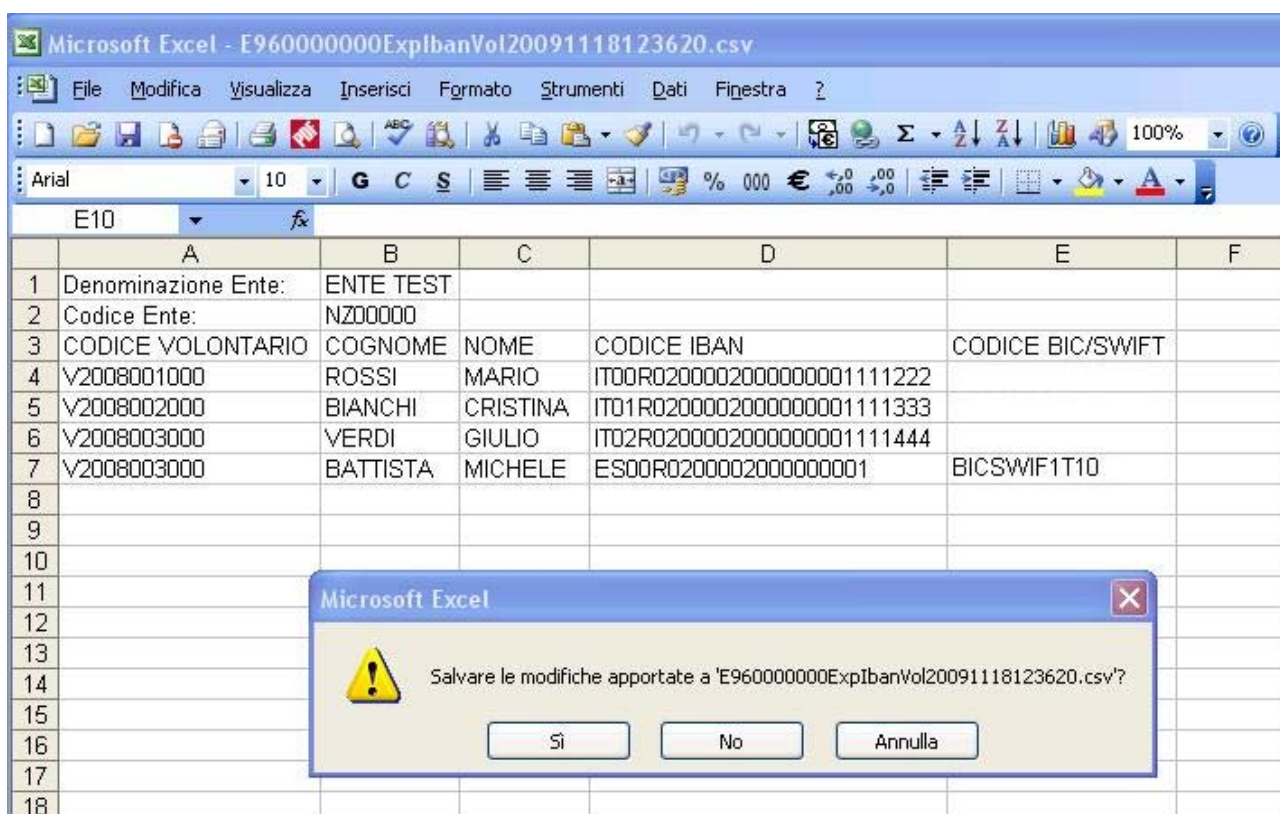 Microsoft Excel - E960000000ExpIbanVol20091118123620.csv
File Modifica Visualizza Inserisci Formato Strumenti Dati Finestra ?
ABC Σ A Z Z A 100%
Arial 10 G C S a % 000 € ,00 ,00 A
E10 fx
A B C D E F
1 Denominazione Ente: ENTE TEST
2 Codice Ente: NZ00000
3 CODICE VOLONTARIO COGNOME NOME CODICE IBAN CODICE BIC/SWIFT
4 V2008001000 ROSSI MARIO IT00R0200002000000001111222
5 V2008002000 BIANCHI CRISTINA IT01R0200002000000001111333
6 V2008003000 VERDI GIULIO IT02R0200002000000001111444
7 V2008003000 BATTISTA MICHELE ES00R0200002000000001 BICSWIF1T10
8
9
10
11
12
13
14
15
16
17
18
Microsoft Excel
Salvare le modifiche apportate a 'E960000000ExpIbanVol20091118123620.csv'?
Sì No Annulla